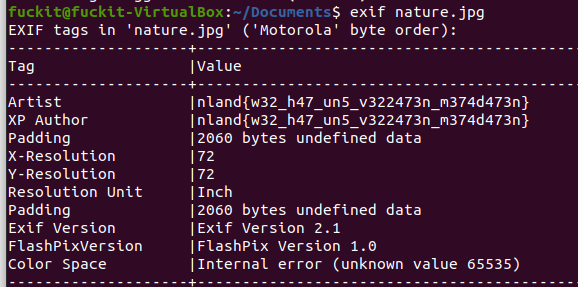 fuckit@fuckit-VirtualBox:~/Documents$ exif nature.jpg
EXIF tags in 'nature.jpg' ('Motorola' byte order):
--------------------+----------------------------------------------------------
Tag                 |Value
--------------------+----------------------------------------------------------
Artist              |nland{w32_h47_un5_v322473n_m374d473n}
XP Author           |nland{w32_h47_un5_v322473n_m374d473n}
Padding             |2060 bytes undefined data
X-Resolution        |72
Y-Resolution        |72
Resolution Unit     |Inch
Padding             |2060 bytes undefined data
Exif Version        |Exif Version 2.1
FlashPixVersion     |FlashPix Version 1.0
Color Space         |Internal error (unknown value 65535)
--------------------+----------------------------------------------------------